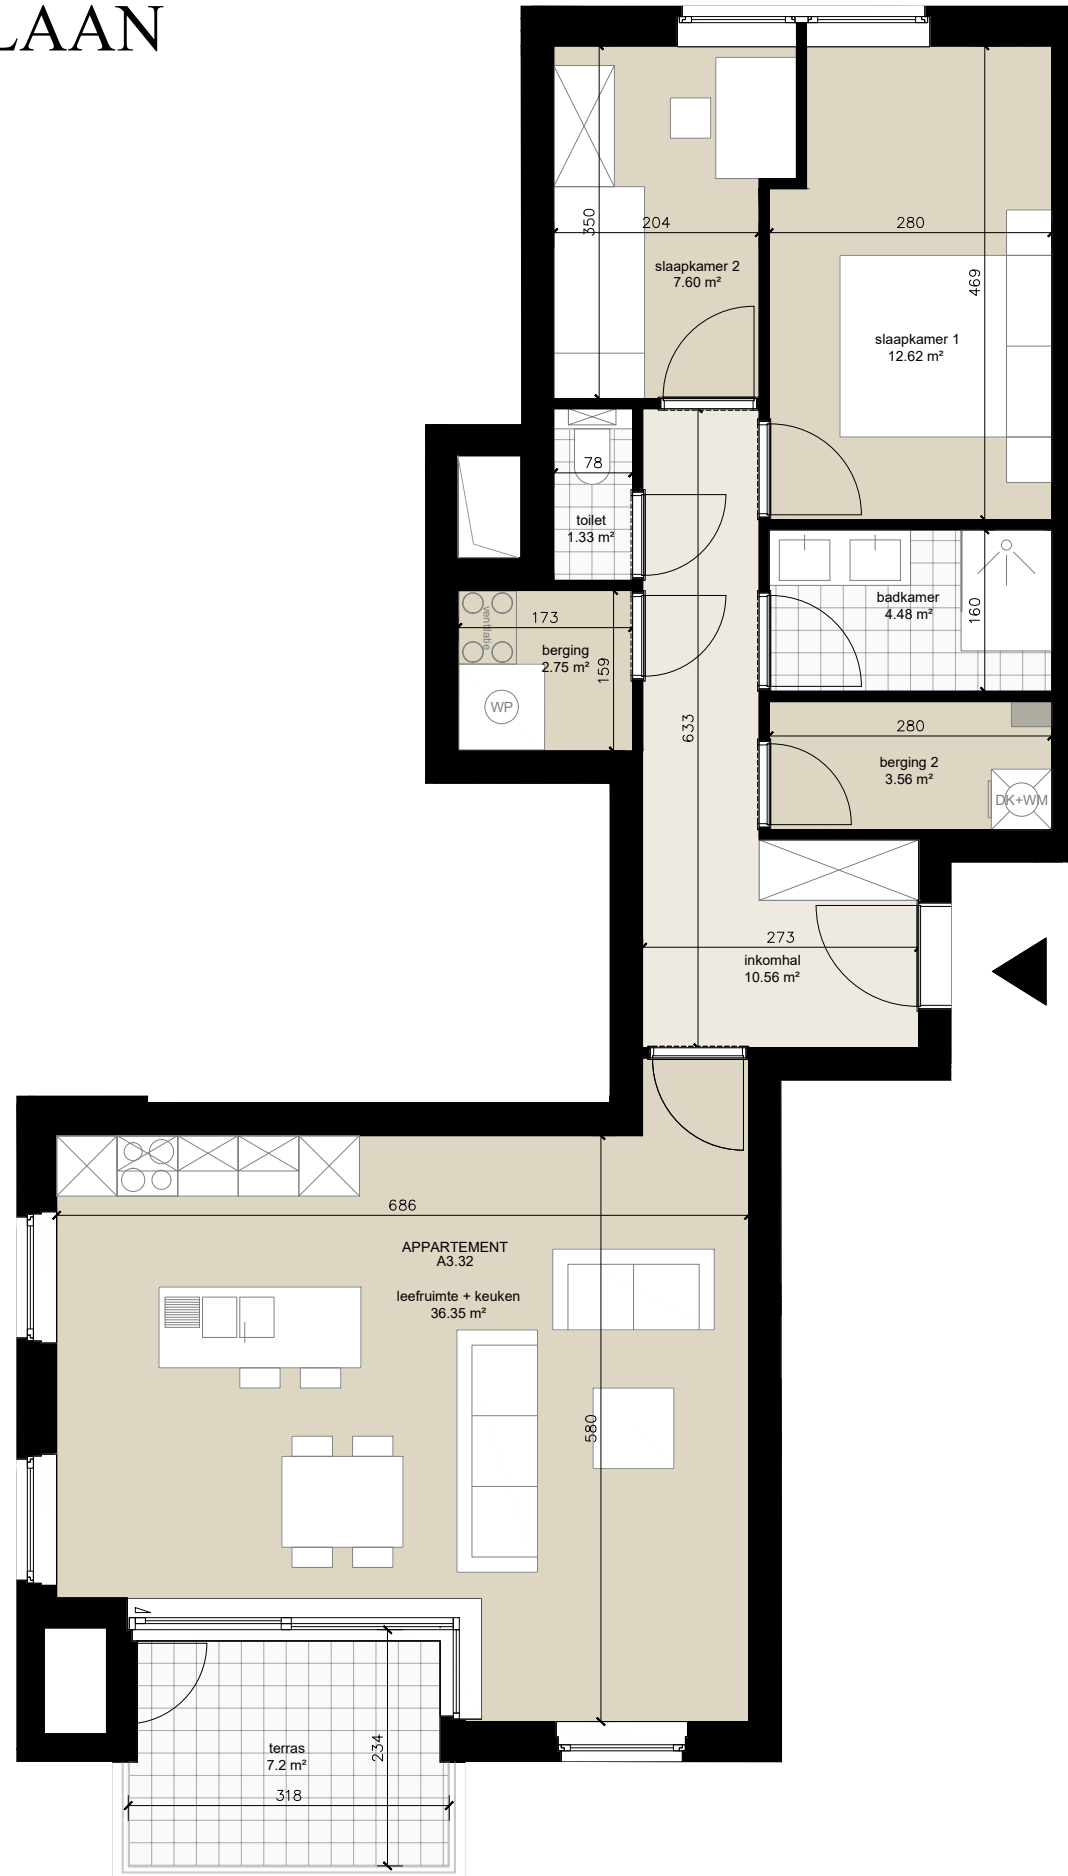 LAAN
350
204
280
469
slaapkamer 2
7.60 m²
slaapkamer 1
12.62 m²
78
toilet
1.33 m²
badkamer
4.48 m²
160
ventilatie
173
berging
2.75 m²
159
WP
633
280
berging 2
3.56 m²
DK+WM
273
inkomhal
10.56 m²
686
APPARTEMENT
A3.32
leefruimte + keuken
36.35 m²
580
terras
7.2 m²
234
318